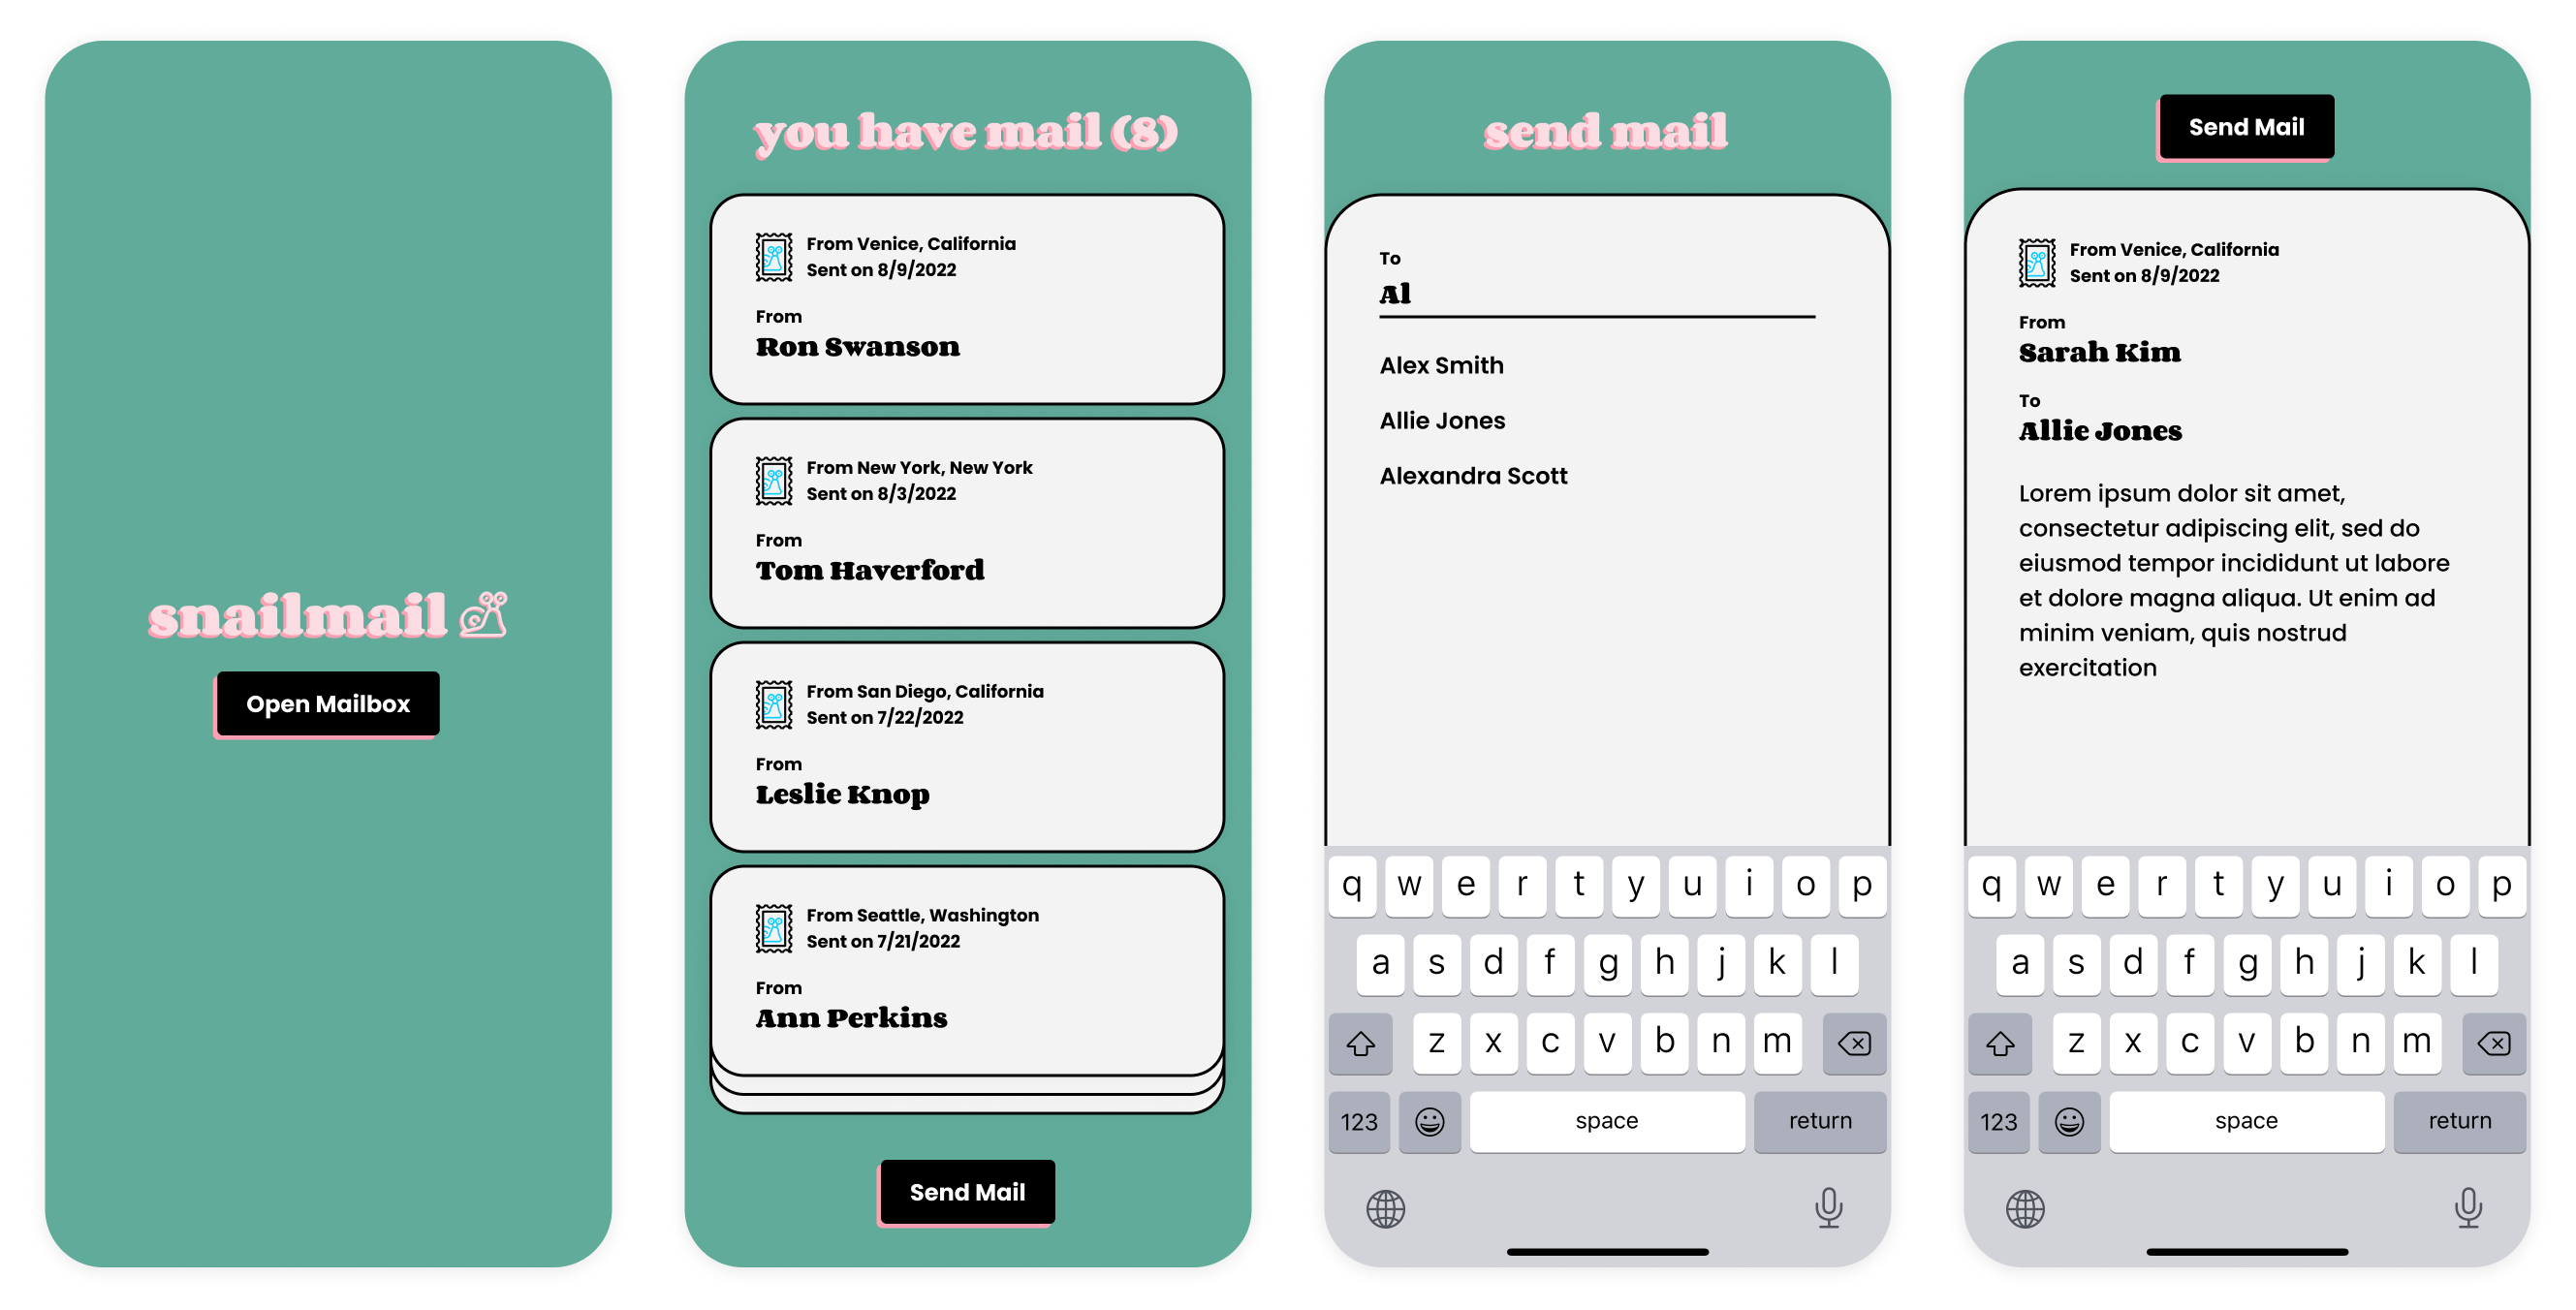 snailmail
Open Mailbox
you have mail (8)
From Venice, California
Sent on 8/9/2022
From
Ron Swanson
From New York, New York
Sent on 8/3/2022
From
Tom Haverford
From San Diego, California
Sent on 7/22/2022
From
Leslie Knop
From Seattle, Washington
Sent on 7/21/2022
From
Ann Perkins
Send Mail
send mail
To
Al
Alex Smith
Allie Jones
Alexandra Scott
q w e r t y u i o p
a s d f g h j k l
z x c v b n m
123 space return
Send Mail
From Venice, California
Sent on 8/9/2022
From
Sarah Kim
To
Allie Jones
Lorem ipsum dolor sit amet,
consectetur adipiscing elit, sed do
eiusmod tempor incididunt ut labore
et dolore magna aliqua. Ut enim ad
minim veniam, quis nostrud
exercitation
q w e r t y u i o p
a s d f g h j k l
z x c v b n m
123 space return